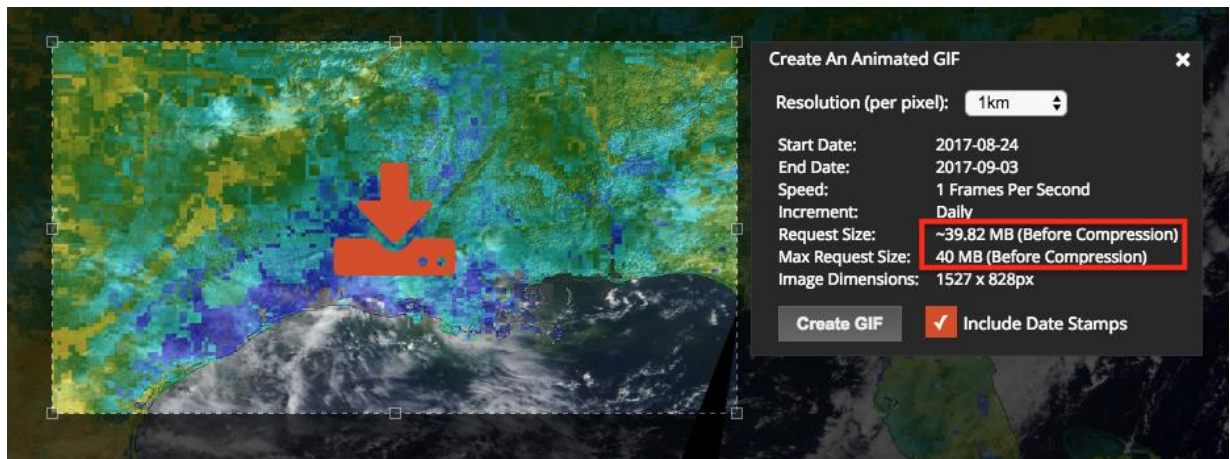 Create An Animated GIF ✖
Resolution (per pixel): 1km
Start Date: 2017-08-24
End Date: 2017-09-03
Speed: 1 Frames Per Second
Increment: Daily
Request Size: ~39.82 MB (Before Compression)
Max Request Size: 40 MB (Before Compression)
Image Dimensions: 1527 x 828px
Create GIF ✓ Include Date Stamps